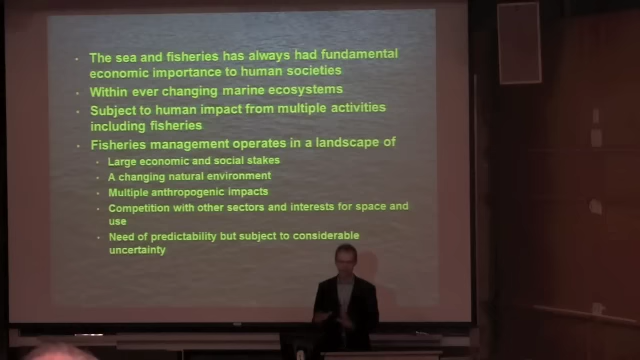 The sea and fisheries has always had fundamental
economic importance to human societies
Within ever changing marine ecosystems
Subject to human impact from multiple activities
including fisheries
Fisheries management operates in a landscape of
Large economic and social stakes
A changing natural environment
Multiple anthropogenic impacts
Competition with other sectors and interests for space and
use
Need of predictability but subject to considerable
uncertainty